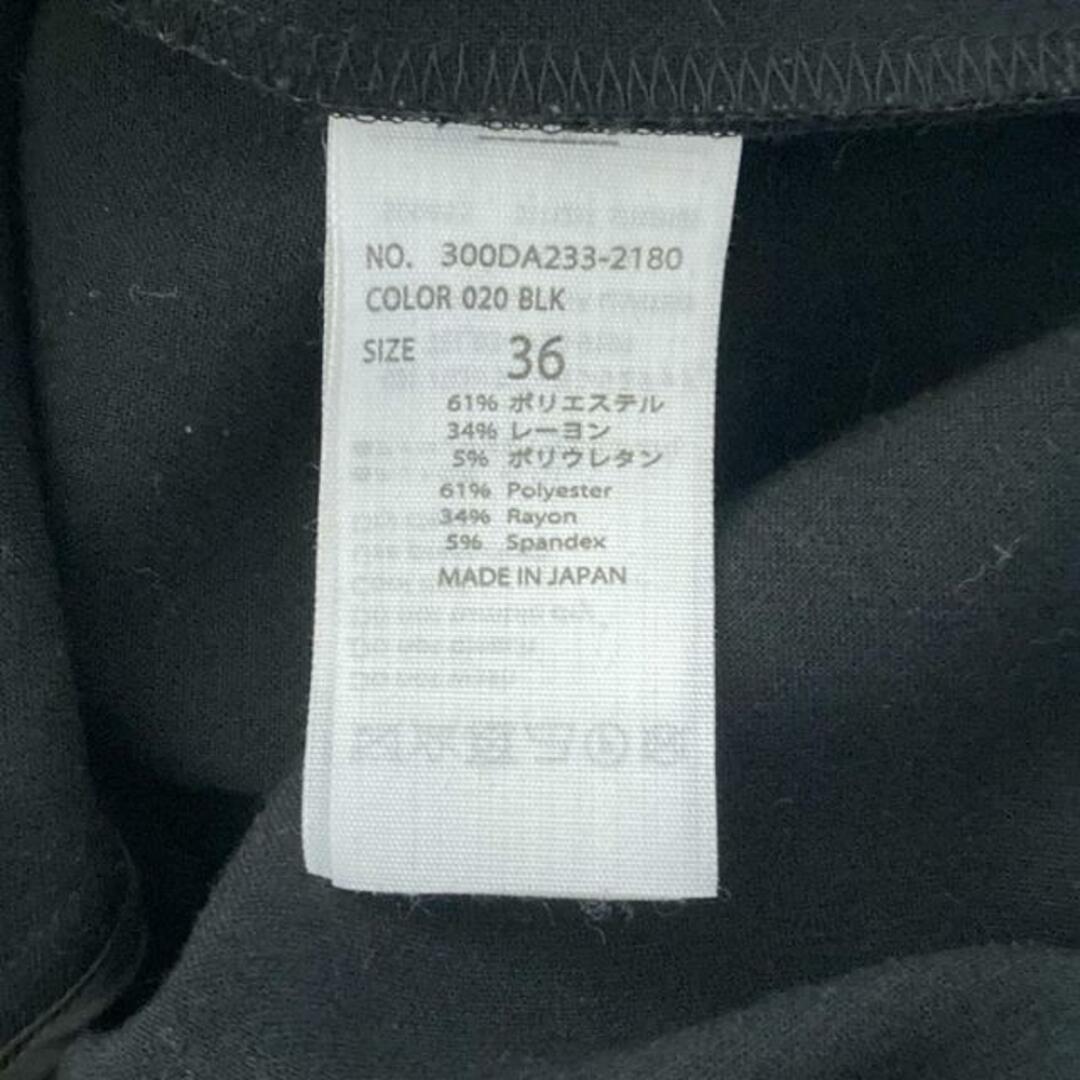 NO. 300DA233-2180
COLOR 020 BLK
SIZE 36
61% ポリエステル
34% レーヨン
5% ポリウレタン
61% Polyester
34% Rayon
5% Spandex
MADE IN JAPAN